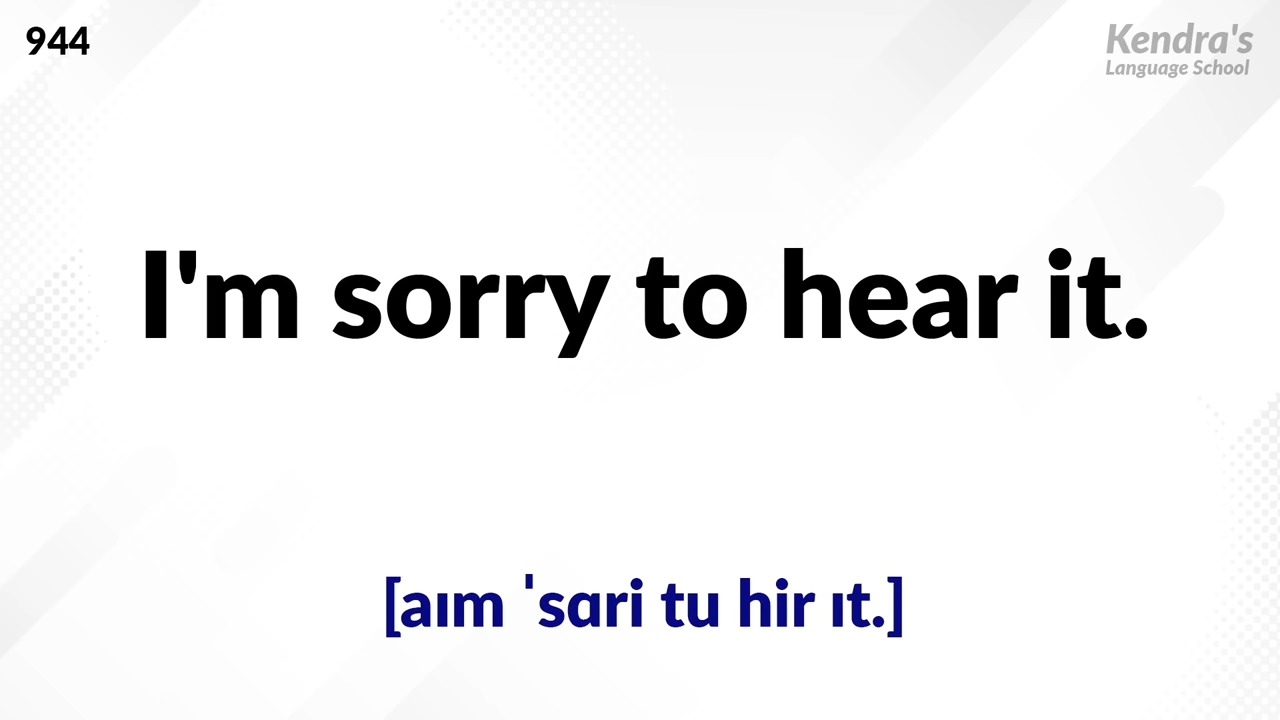 944
Kendra's
Language School
I'm sorry to hear it.
[aɪm ˈsɑri tu hir ɪt.]